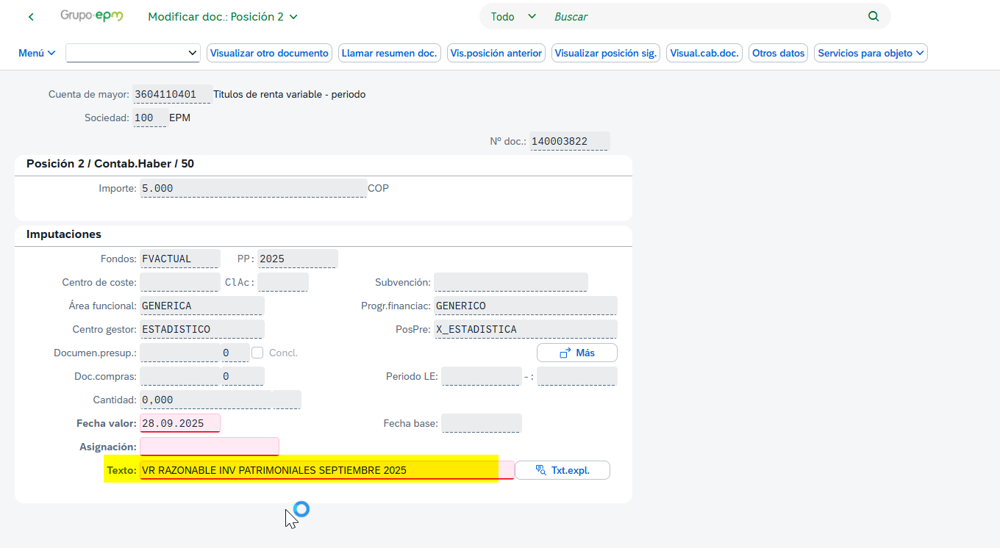 Grupo·epm Modificar doc.: Posición 2 Todo Buscar
Menú Visualizar otro documento Llamar resumen doc. Vis.posición anterior Visualizar posición sig. Visual.cab.doc. Otros datos Servicios para objeto
Cuenta de mayor: 3604110401 Titulos de renta variable - periodo
Sociedad: 100 EPM
Nº doc.: 140003822
Posición 2 / Contab.Haber / 50
Importe: 5.000 COP
Imputaciones
Fondos: FVACTUAL PP: 2025
Centro de coste: ClAc: Subvención:
Área funcional: GENERICA Progr.financiac: GENERICO
Centro gestor: ESTADISTICO PosPre: X_ESTADISTICA
Documen.presup.: 0 Concl. Más
Doc.compras: 0 Periodo LE: - :
Cantidad: 0,000
Fecha valor: 28.09.2025 Fecha base:
Asignación:
Texto: VR RAZONABLE INV PATRIMONIALES SEPTIEMBRE 2025 Txt.expl.